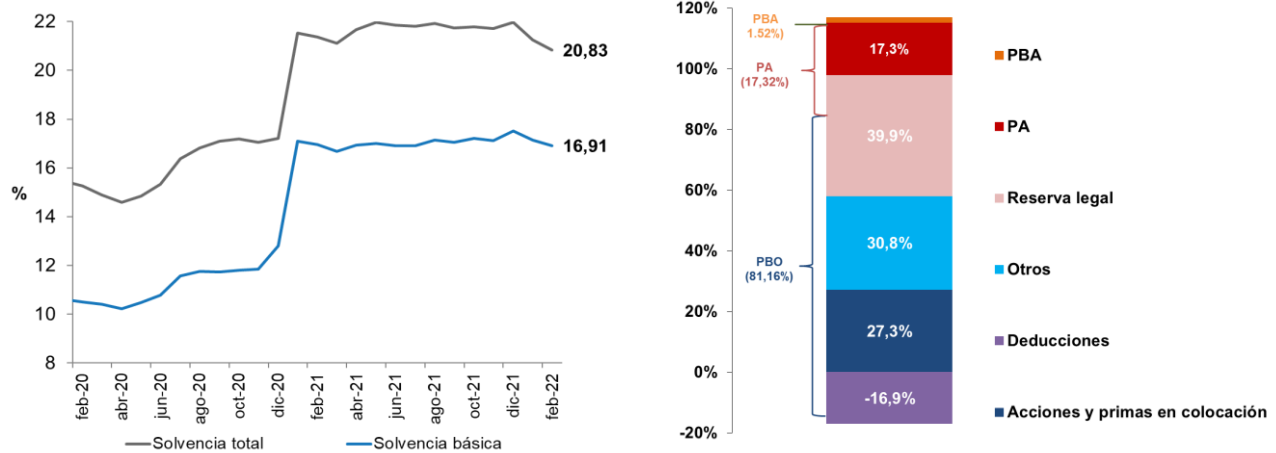 22
20
18
16
14
12
10
8
%
20,83
16,91
feb-20
abr-20
jun-20
ago-20
oct-20
dic-20
feb-21
abr-21
jun-21
ago-21
oct-21
dic-21
feb-22
Solvencia total
Solvencia básica
120%
100%
80%
60%
40%
20%
0%
-20%
PBA
1.52%)
PA
(17,32%)
PBO
(81,16%)
17,3%
39,9%
30,8%
27,3%
-16,9%
PBA
PA
Reserva legal
Otros
Deducciones
Acciones y primas en colocación